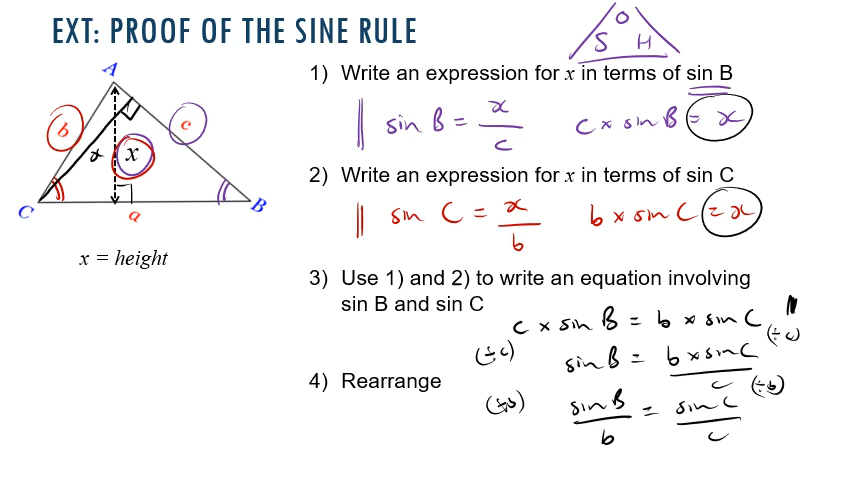 EXT: PROOF OF THE SINE RULE
O
S H
A
b
c
x
x
C
a
B
x = height
1) Write an expression for x in terms of sin B
sin B = x/c c × sin B = x
2) Write an expression for x in terms of sin C
sin C = x/b b × sin C = x
3) Use 1) and 2) to write an equation involving
sin B and sin C
c × sin B = b × sin C
(÷c) sin B = b × sin C/c (÷c)
4) Rearrange
(÷b) sin B/b = sin C/c (÷b)